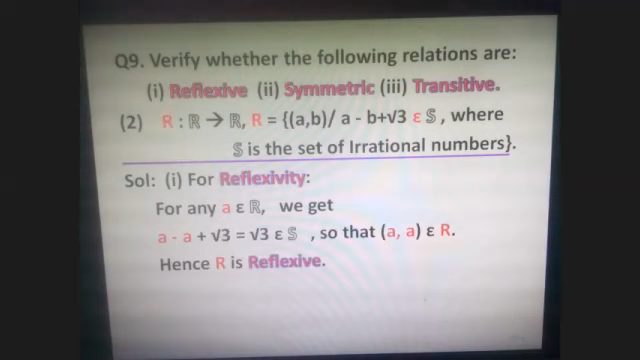 Q9. Verify whether the following relations are:
(i) Reflexive (ii) Symmetric (iii) Transitive.
(2) R : ℝ → ℝ, R = {(a,b)/ a - b+√3 ε 𝕊 , where
𝕊 is the set of Irrational numbers}.
Sol: (i) For Reflexivity:
For any a ε ℝ, we get
a - a + √3 = √3 ε 𝕊 , so that (a, a) ε R.
Hence R is Reflexive.